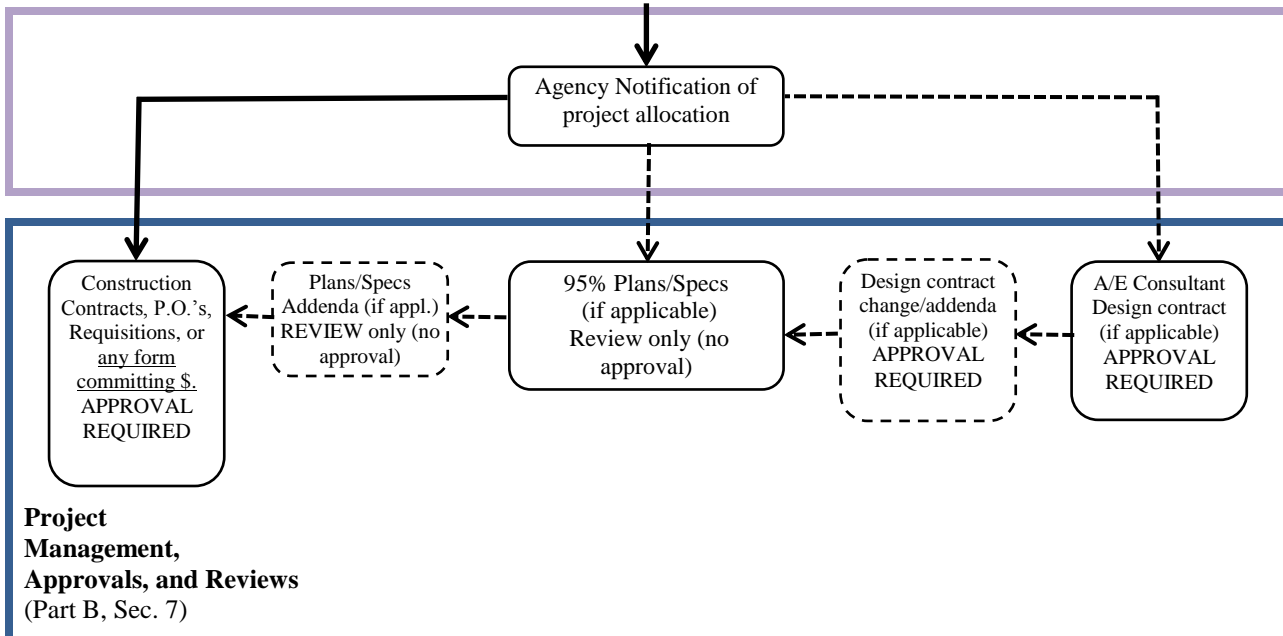 Agency Notification of
project allocation
Construction
Contracts, P.O.’s,
Requisitions, or
any form
committing $.
APPROVAL
REQUIRED
Plans/Specs
Addenda (if appl.)
REVIEW only (no
approval)
95% Plans/Specs
(if applicable)
Review only (no
approval)
Design contract
change/addenda
(if applicable)
APPROVAL
REQUIRED
A/E Consultant
Design contract
(if applicable)
APPROVAL
REQUIRED
Project
Management,
Approvals, and Reviews
(Part B, Sec. 7)